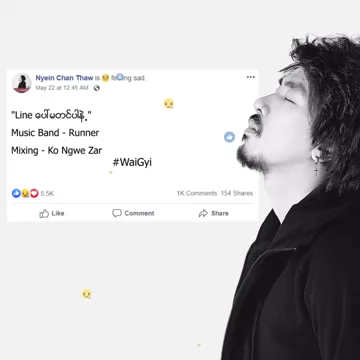 Nyein Chan Thaw is feeling sad.
May 22 at 12:45 AM
"Line ပေါ်မတင်ပါနဲ့"
Music Band - Runner
Mixing - Ko Ngwe Zar
#WaiGyi
5.5K 1K Comments 154 Shares
Like Comment Share